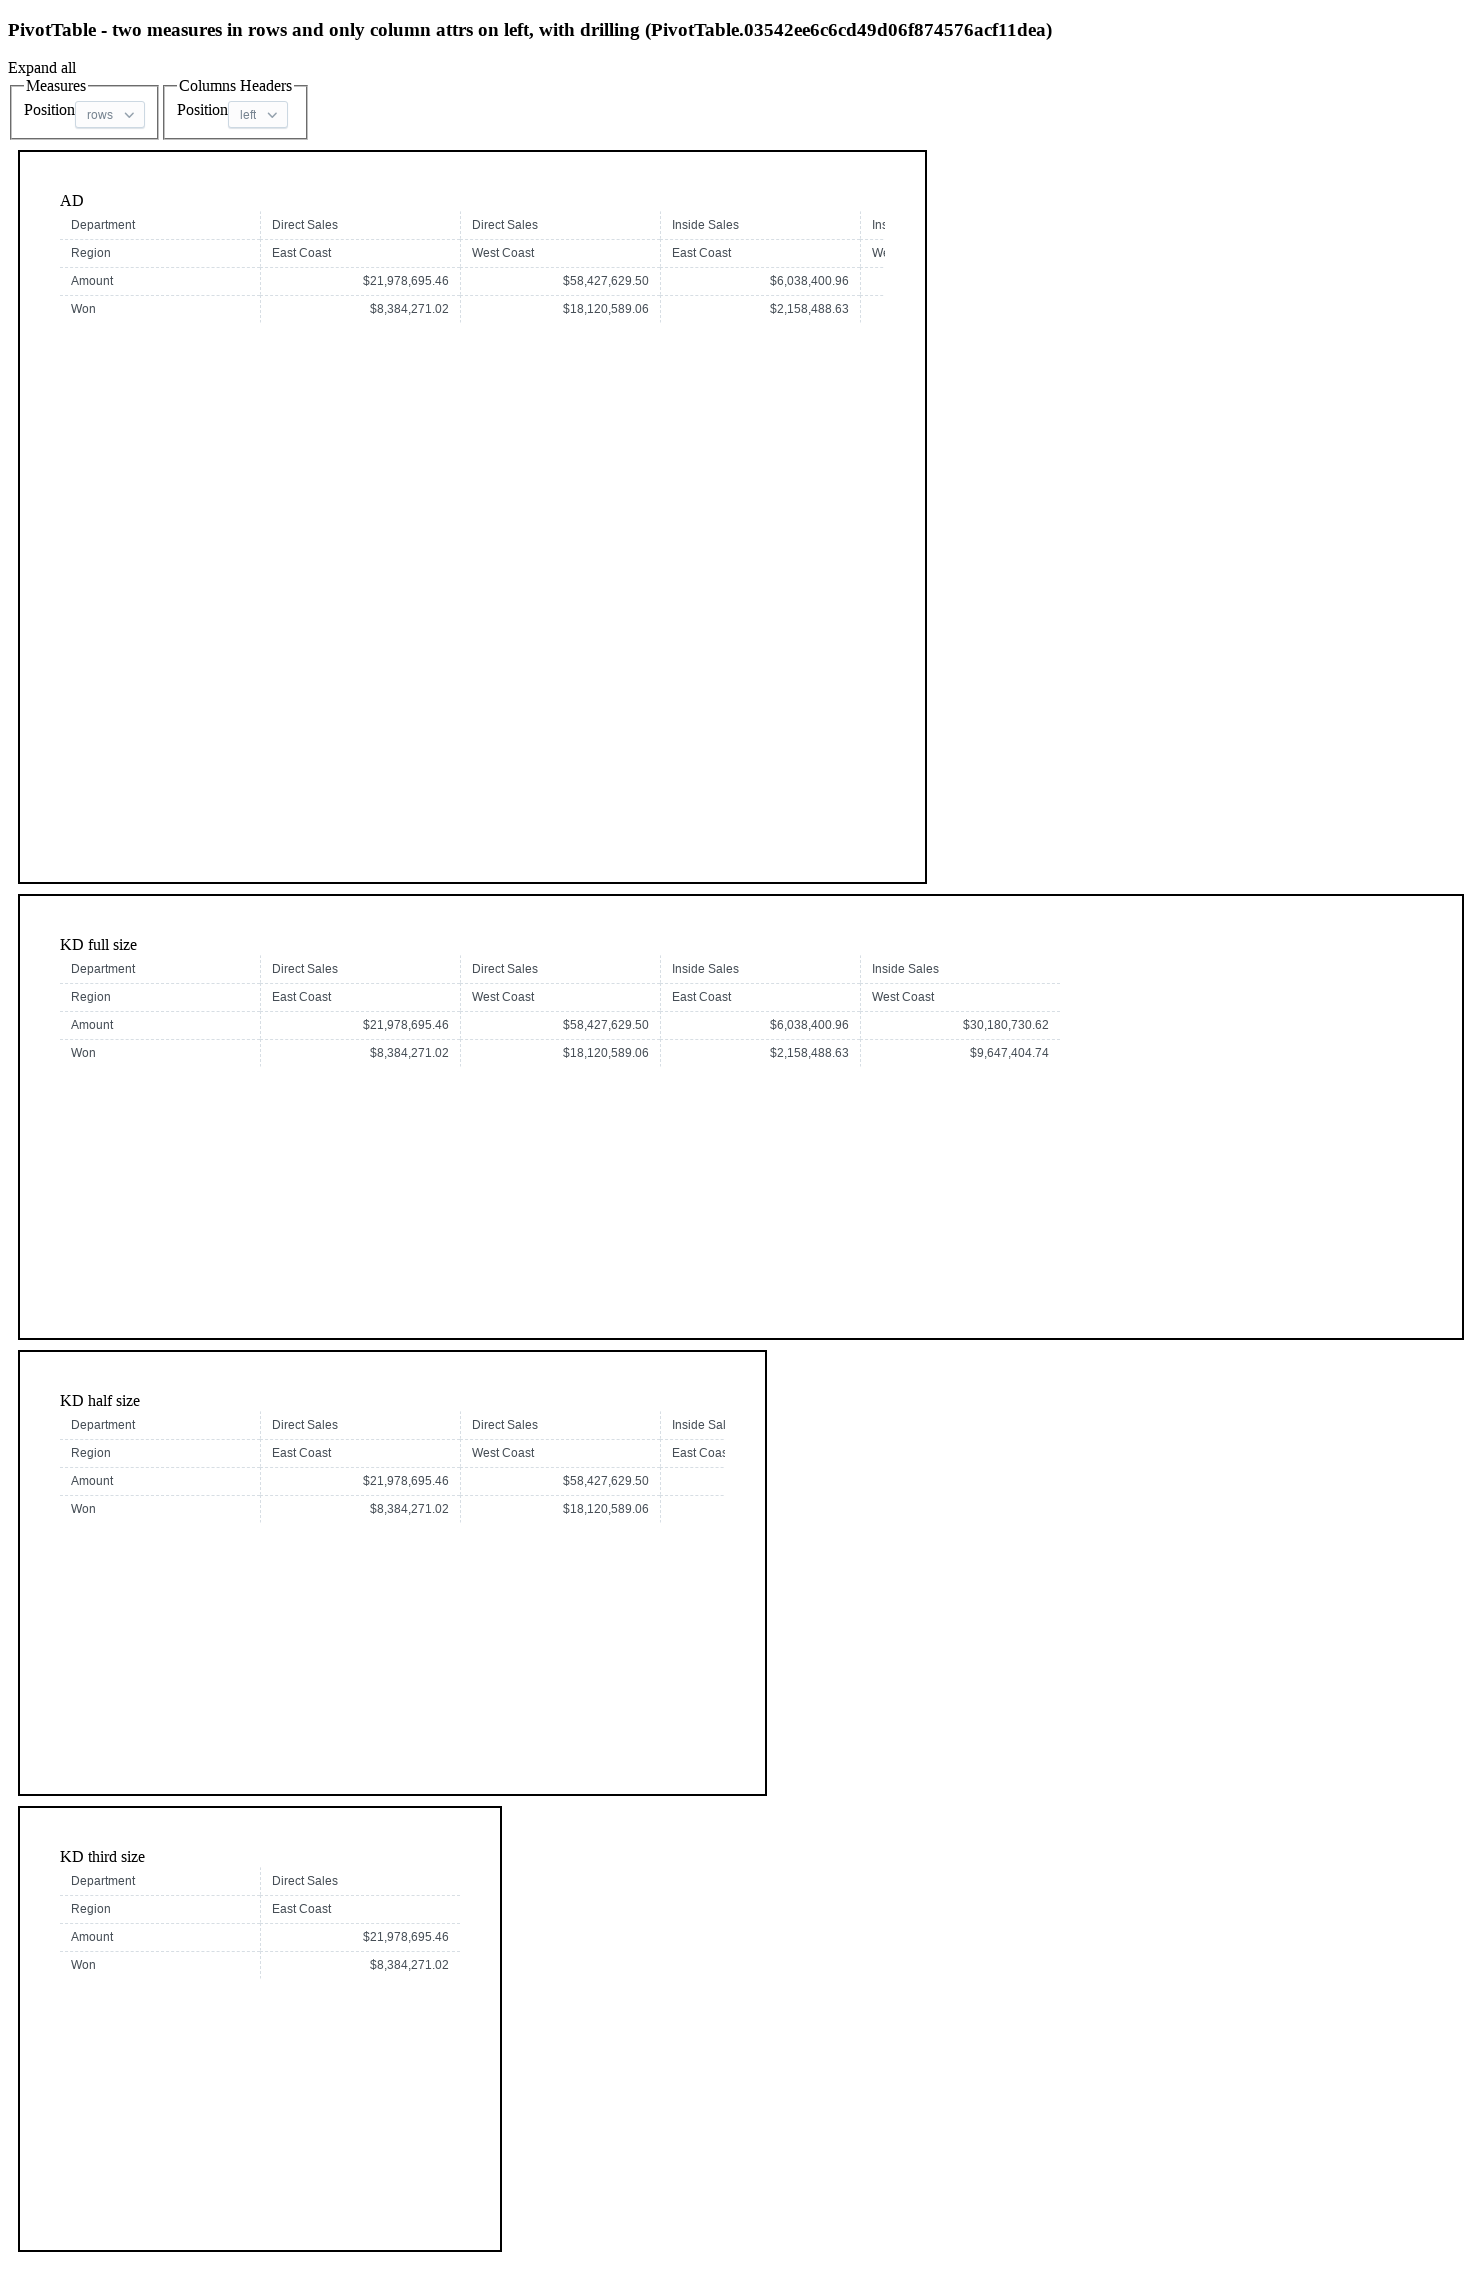 PivotTable - two measures in rows and only column attrs on left, with drilling (PivotTable.03542ee6c6cd49d06f874576acf11dea)
Expand all
Measures Columns Headers
Position rows Position left
AD
Department Direct Sales Direct Sales Inside Sales Ins
Region East Coast West Coast East Coast We
Amount $21,978,695.46 $58,427,629.50 $6,038,400.96
Won $8,384,271.02 $18,120,589.06 $2,158,488.63
KD full size
Department Direct Sales Direct Sales Inside Sales Inside Sales
Region East Coast West Coast East Coast West Coast
Amount $21,978,695.46 $58,427,629.50 $6,038,400.96 $30,180,730.62
Won $8,384,271.02 $18,120,589.06 $2,158,488.63 $9,647,404.74
KD half size
Department Direct Sales Direct Sales Inside Sal
Region East Coast West Coast East Coas
Amount $21,978,695.46 $58,427,629.50
Won $8,384,271.02 $18,120,589.06
KD third size
Department Direct Sales
Region East Coast
Amount $21,978,695.46
Won $8,384,271.02